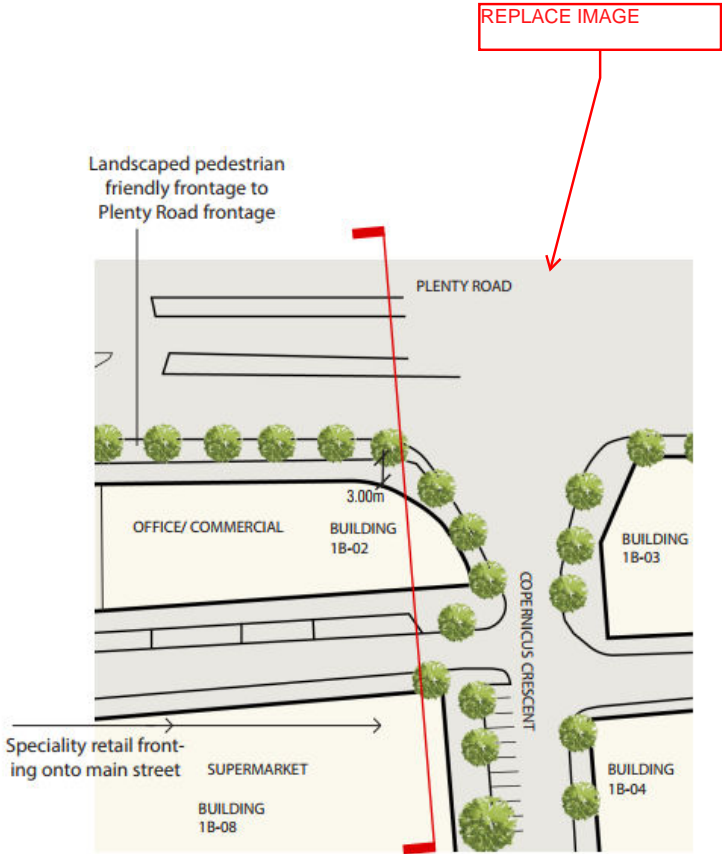 REPLACE IMAGE
Landscaped pedestrian
friendly frontage to
Plenty Road frontage
PLENTY ROAD
3.00m
OFFICE/ COMMERCIAL
BUILDING
1B-02
BUILDING
1B-03
COPERNICUS CRESCENT
Speciality retail front-
ing onto main street
SUPERMARKET
BUILDING
1B-08
BUILDING
1B-04